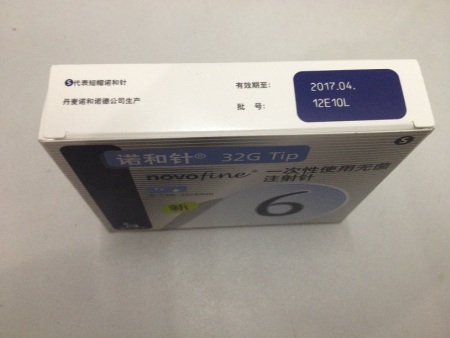 S代表短帽诺和针
丹麦诺和诺德公司生产
有效期至: 2017.04.
批 号: 12E10L
S
诺和针® 32G Tip
novofine®
一次性使用无菌
注射针
新
6